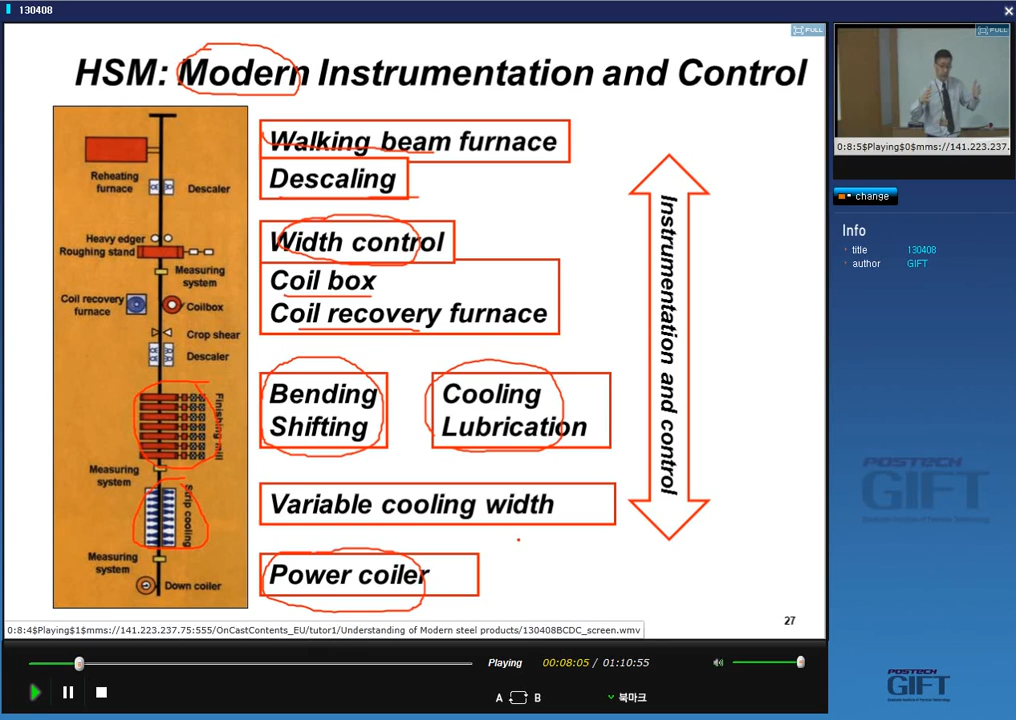 130408
FULL
HSM: Modern Instrumentation and Control
Reheating
furnace
Descaler
Heavy edger
Roughing stand
Measuring
system
Coil recovery
furnace
Coilbox
Crop shear
Descaler
Finishing mill
Measuring
system
Strip cooling
Measuring
system
Down coiler
Walking beam furnace
Descaling
Width control
Coil box
Coil recovery furnace
Bending
Shifting
Cooling
Lubrication
Variable cooling width
Power coiler
Instrumentation and control
27
0:8:4$Playing$1$mms://141.223.237.75:555/OnCastContents_EU/tutor1/Understanding of Modern steel products/130408BCDC_screen.wmv
Playing
00:08:05 / 01:10:55
A
B
북마크
FULL
0:8:5$Playing$0$mms://141.223.237.
change
Info
title
130408
author
GIFT
POSTECH
GIFT
POSTECH
GIFT